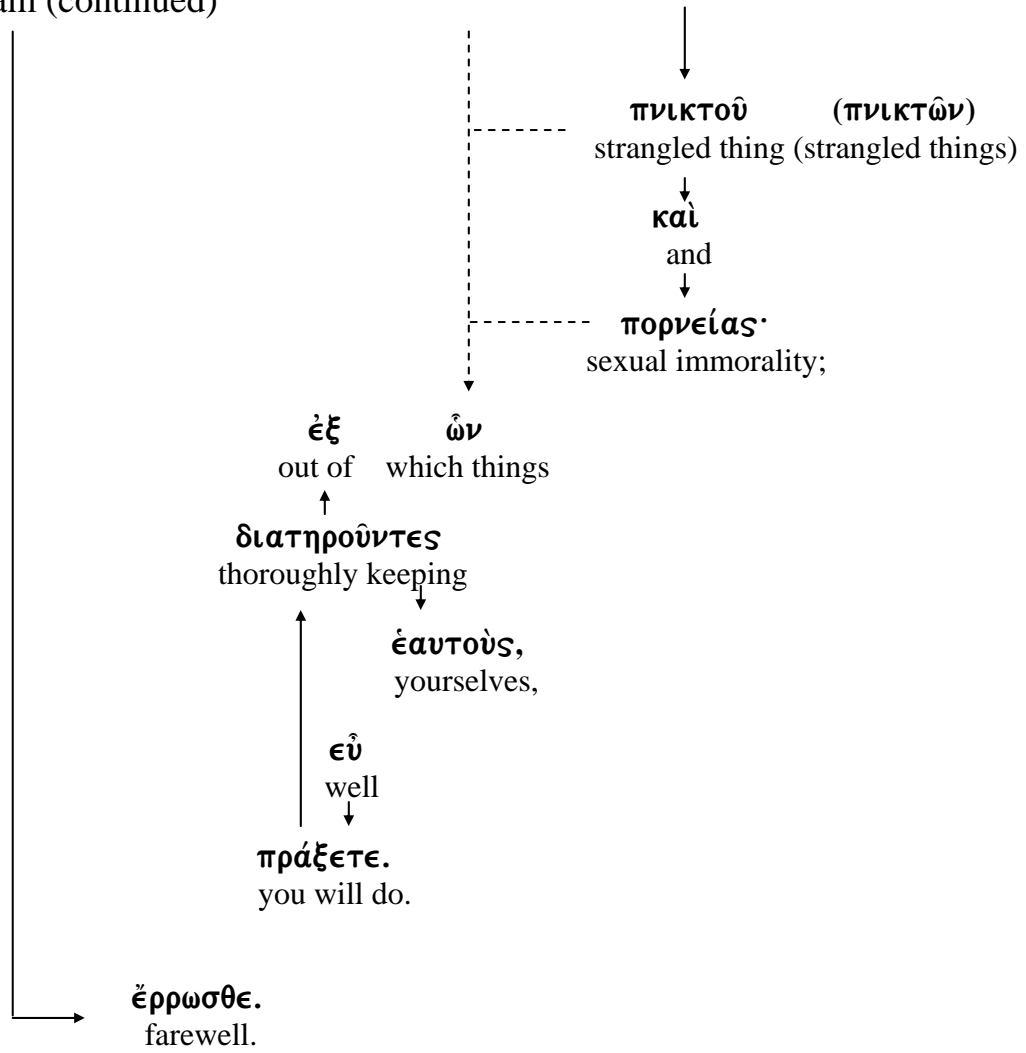 (continued)
πνικτοῦ (πνικτῶν)
strangled thing (strangled things)
καὶ
and
πορνείας·
sexual immorality;
ἐξ ὧν
out of which things
διατηροῦντες
thoroughly keeping
ἑαυτοὺς,
yourselves,
εὖ
well
πράξετε.
you will do.
ἔρρωσθε.
farewell.